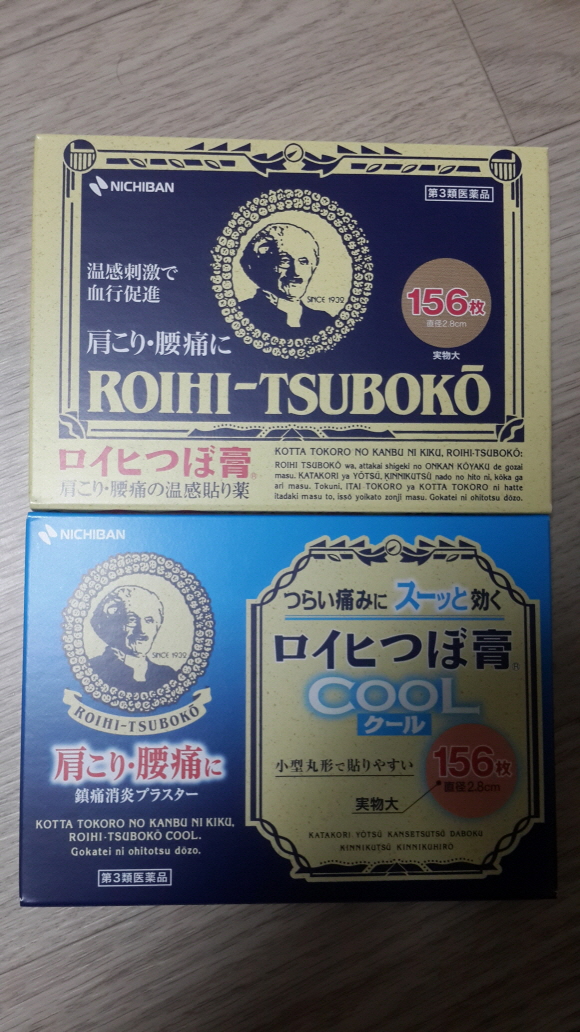 NICHIBAN
第3類医薬品
温感刺激で
血行促進
SINCE 1932
156枚
直径2.8cm
実物大
肩こり・腰痛に
ROIHI-TSUBOKŌ
ロイヒつぼ膏®
肩こり・腰痛の温感貼り薬
KOTTA TOKORO NO KANBU NI KIKU, ROIHI-TSUBOKŌ:
ROIHI TSUBOKŌ wa, attakai shigeki no ONKAN KŌYAKU de gozai
masu. KATAKORI ya YŌTSŪ, KINNIKUTSŪ nado no hito ni, kōka ga
ari masu. Tokuni, ITAI TOKORO ya KOTTA TOKORO ni hatte
itadaki masu to, issō yoikato zonji masu. Gokatei ni ohitotsu dōzo.
NICHIBAN
SINCE 1932
ROIHI-TSUBOKŌ
肩こり・腰痛に
鎮痛消炎プラスター
KOTTA TOKORO NO KANBU NI KIKU,
ROIHI-TSUBOKŌ COOL.
Gokatei ni ohitotsu dōzo.
第3類医薬品
つらい痛みにスーッと効く
ロイヒつぼ膏®
COOL
クール
小型丸形で貼りやすい
156枚
直径2.8cm
実物大
KATAKORI YŌTSŪ KANSETSUTSŪ DABOKU
KINNIKUTSŪ KINNIKUHIRŌ